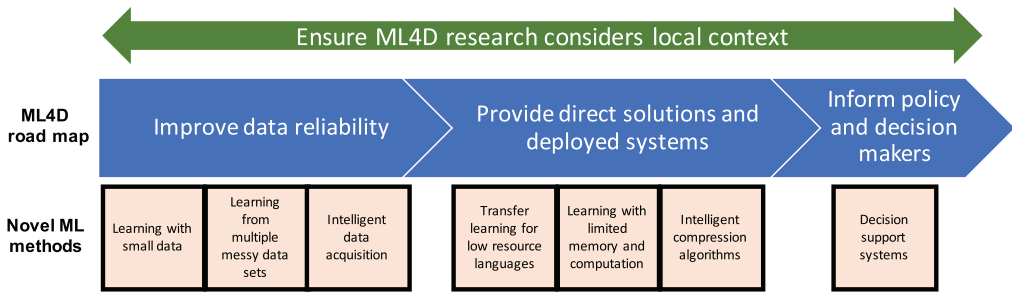 Ensure ML4D research considers local context
ML4D
road map
Improve data reliability
Provide direct solutions and
deployed systems
Inform policy
and decision
makers
Novel ML
methods
Learning with
small data
Learning
from
multiple
messy data
sets
Intelligent
data
acquisition
Transfer
learning for
low resource
languages
Learning with
limited
memory and
computation
Intelligent
compression
algorithms
Decision
support
systems